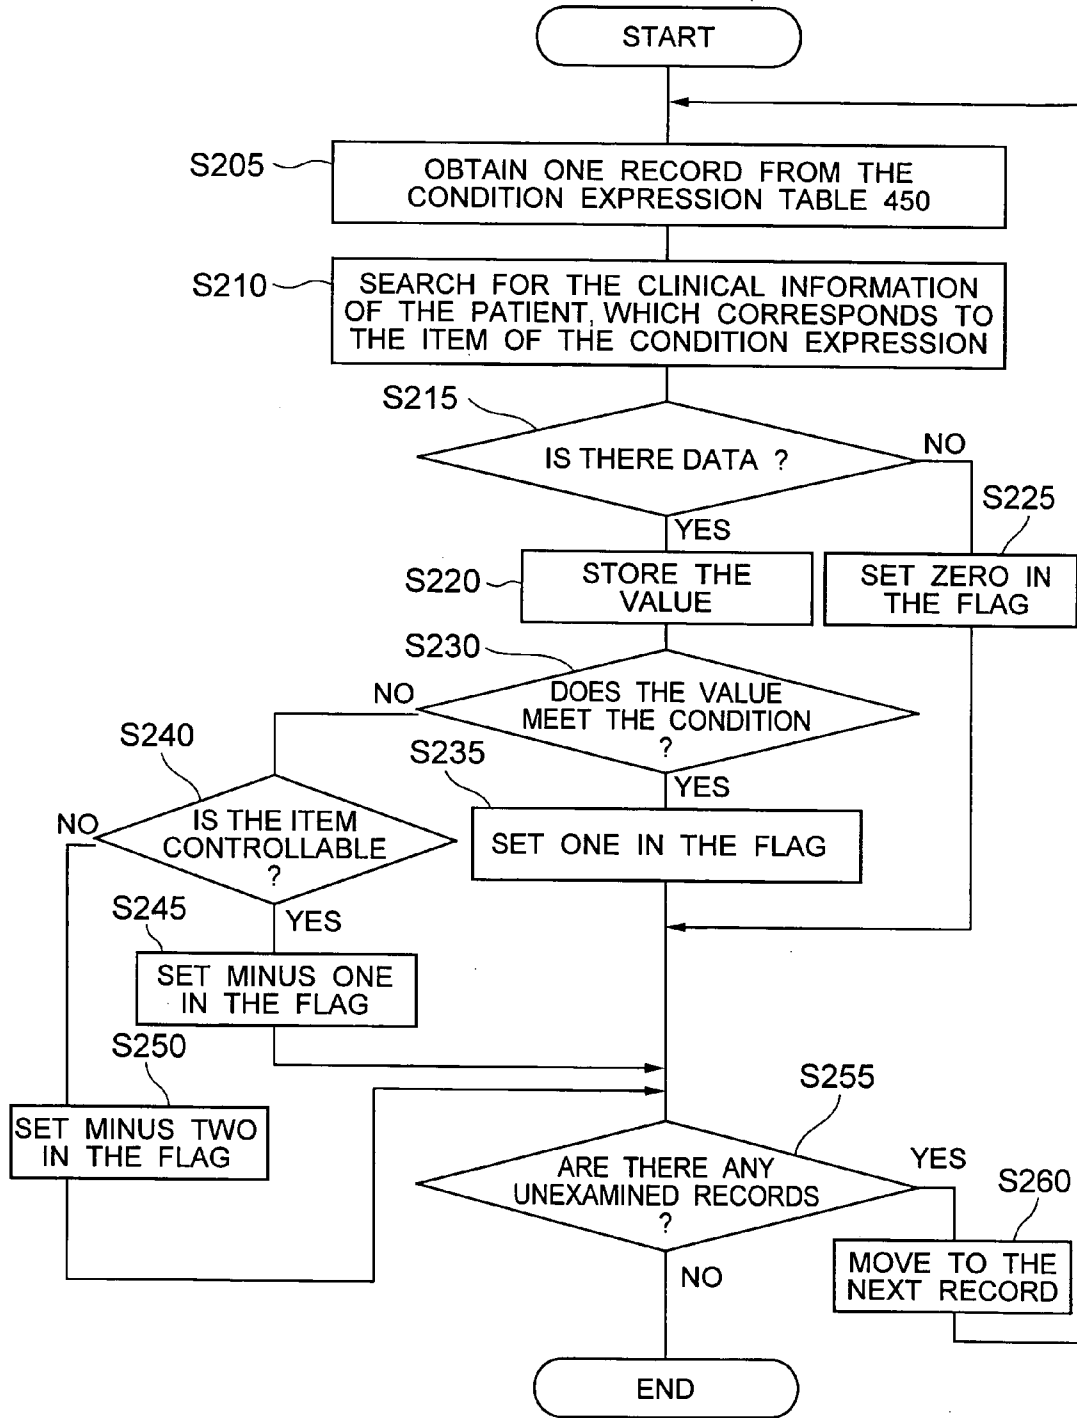 START
S205
OBTAIN ONE RECORD FROM THE
CONDITION EXPRESSION TABLE 450
S210
SEARCH FOR THE CLINICAL INFORMATION
OF THE PATIENT, WHICH CORRESPONDS TO
THE ITEM OF THE CONDITION EXPRESSION
S215
IS THERE DATA ?
NO
YES
S225
S220
STORE THE
VALUE
SET ZERO IN
THE FLAG
S230
DOES THE VALUE
MEET THE CONDITION
?
NO
YES
S240
S235
IS THE ITEM
CONTROLLABLE
?
NO
YES
SET ONE IN THE FLAG
S245
SET MINUS ONE
IN THE FLAG
S250
SET MINUS TWO
IN THE FLAG
S255
ARE THERE ANY
UNEXAMINED RECORDS
?
YES
NO
S260
MOVE TO THE
NEXT RECORD
END